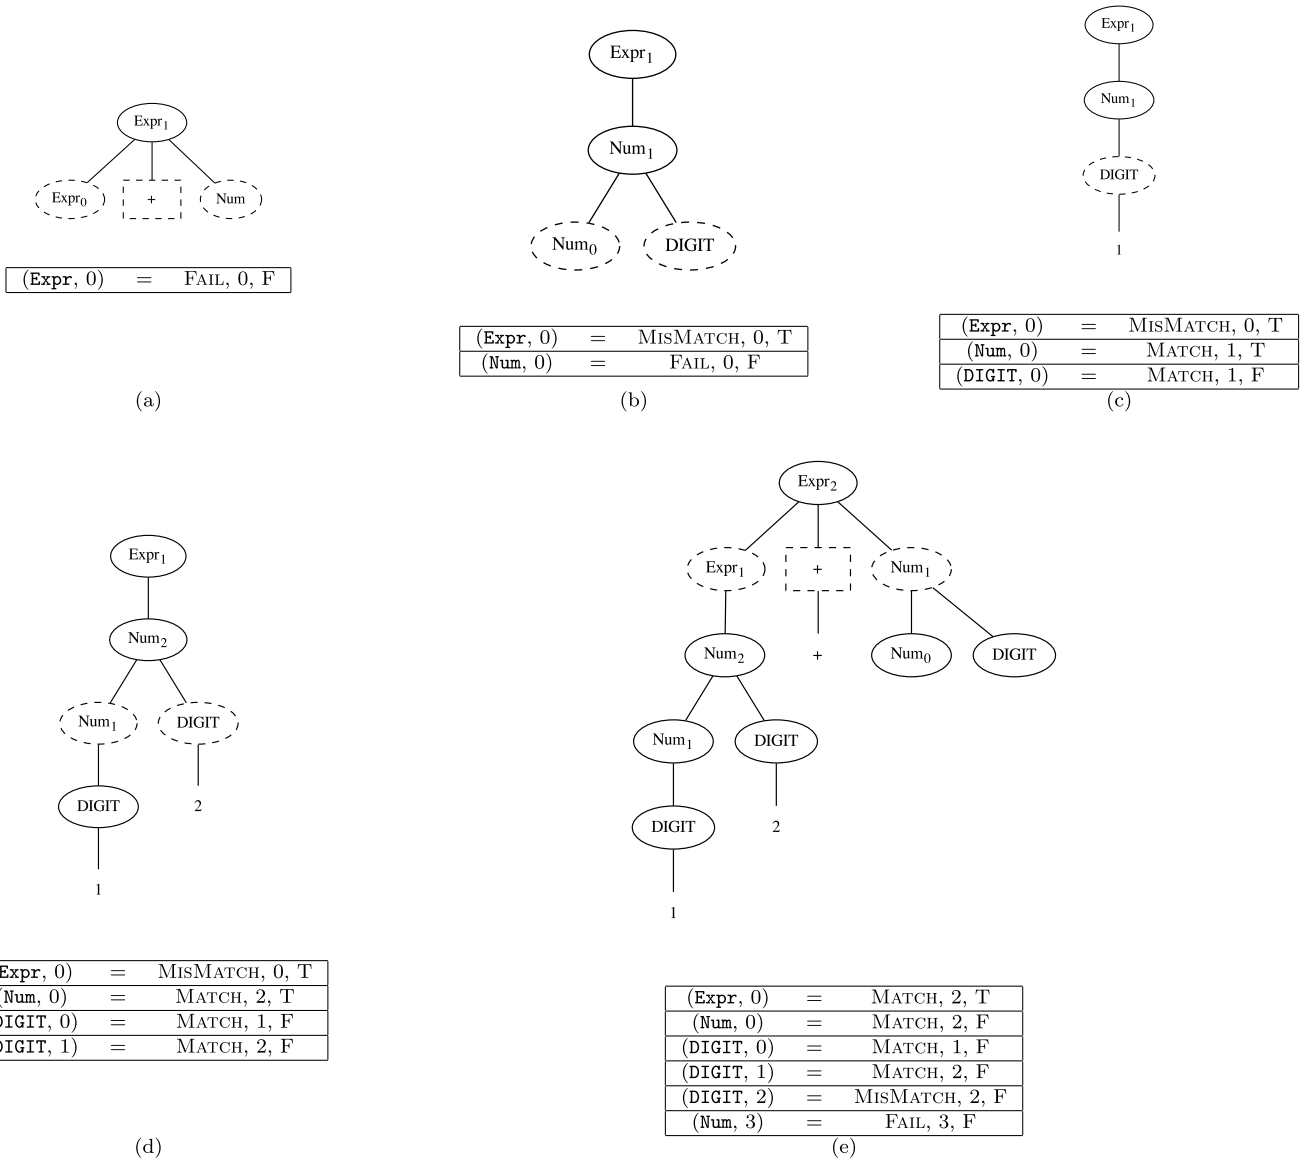 Expr1
Expr0 + Num
(Expr, 0) = FAIL, 0, F
(a)
Expr1
Num1
Num0 DIGIT
(Expr, 0) = MISMATCH, 0, T
(Num, 0) = FAIL, 0, F
(b)
Expr1
Num1
DIGIT
1
(Expr, 0) = MISMATCH, 0, T
(Num, 0) = MATCH, 1, T
(DIGIT, 0) = MATCH, 1, F
(c)
Expr1
Num2
Num1 DIGIT
DIGIT 2
1
Expr, 0) = MISMATCH, 0, T
(Num, 0) = MATCH, 2, T
DIGIT, 0) = MATCH, 1, F
DIGIT, 1) = MATCH, 2, F
(d)
Expr2
Expr1 + Num1
Num2 + Num0 DIGIT
Num1 DIGIT
DIGIT 2
1
(Expr, 0) = MATCH, 2, T
(Num, 0) = MATCH, 2, F
(DIGIT, 0) = MATCH, 1, F
(DIGIT, 1) = MATCH, 2, F
(DIGIT, 2) = MISMATCH, 2, F
(Num, 3) = FAIL, 3, F
(e)